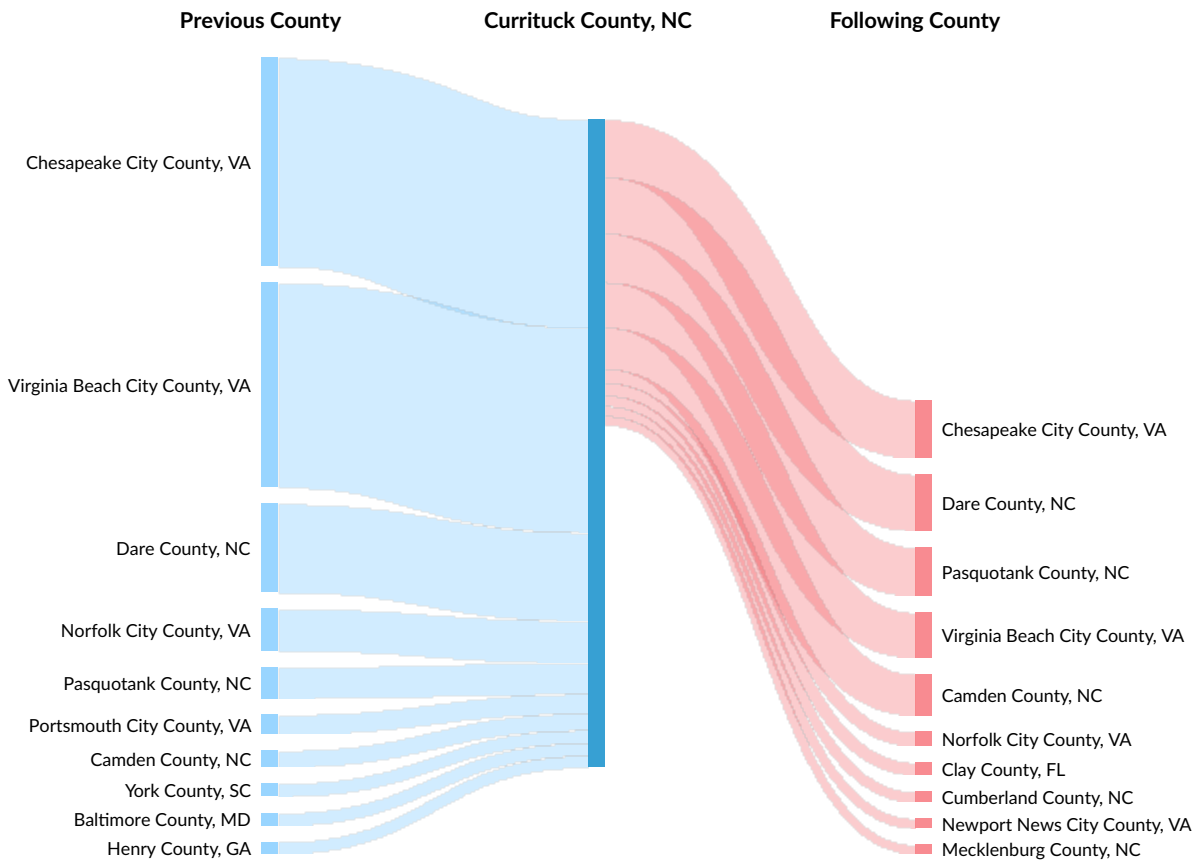 Previous County
Currituck County, NC
Following County
Chesapeake City County, VA
Virginia Beach City County, VA
Dare County, NC
Norfolk City County, VA
Pasquotank County, NC
Portsmouth City County, VA
Camden County, NC
York County, SC
Baltimore County, MD
Henry County, GA
Chesapeake City County, VA
Dare County, NC
Pasquotank County, NC
Virginia Beach City County, VA
Camden County, NC
Norfolk City County, VA
Clay County, FL
Cumberland County, NC
Newport News City County, VA
Mecklenburg County, NC